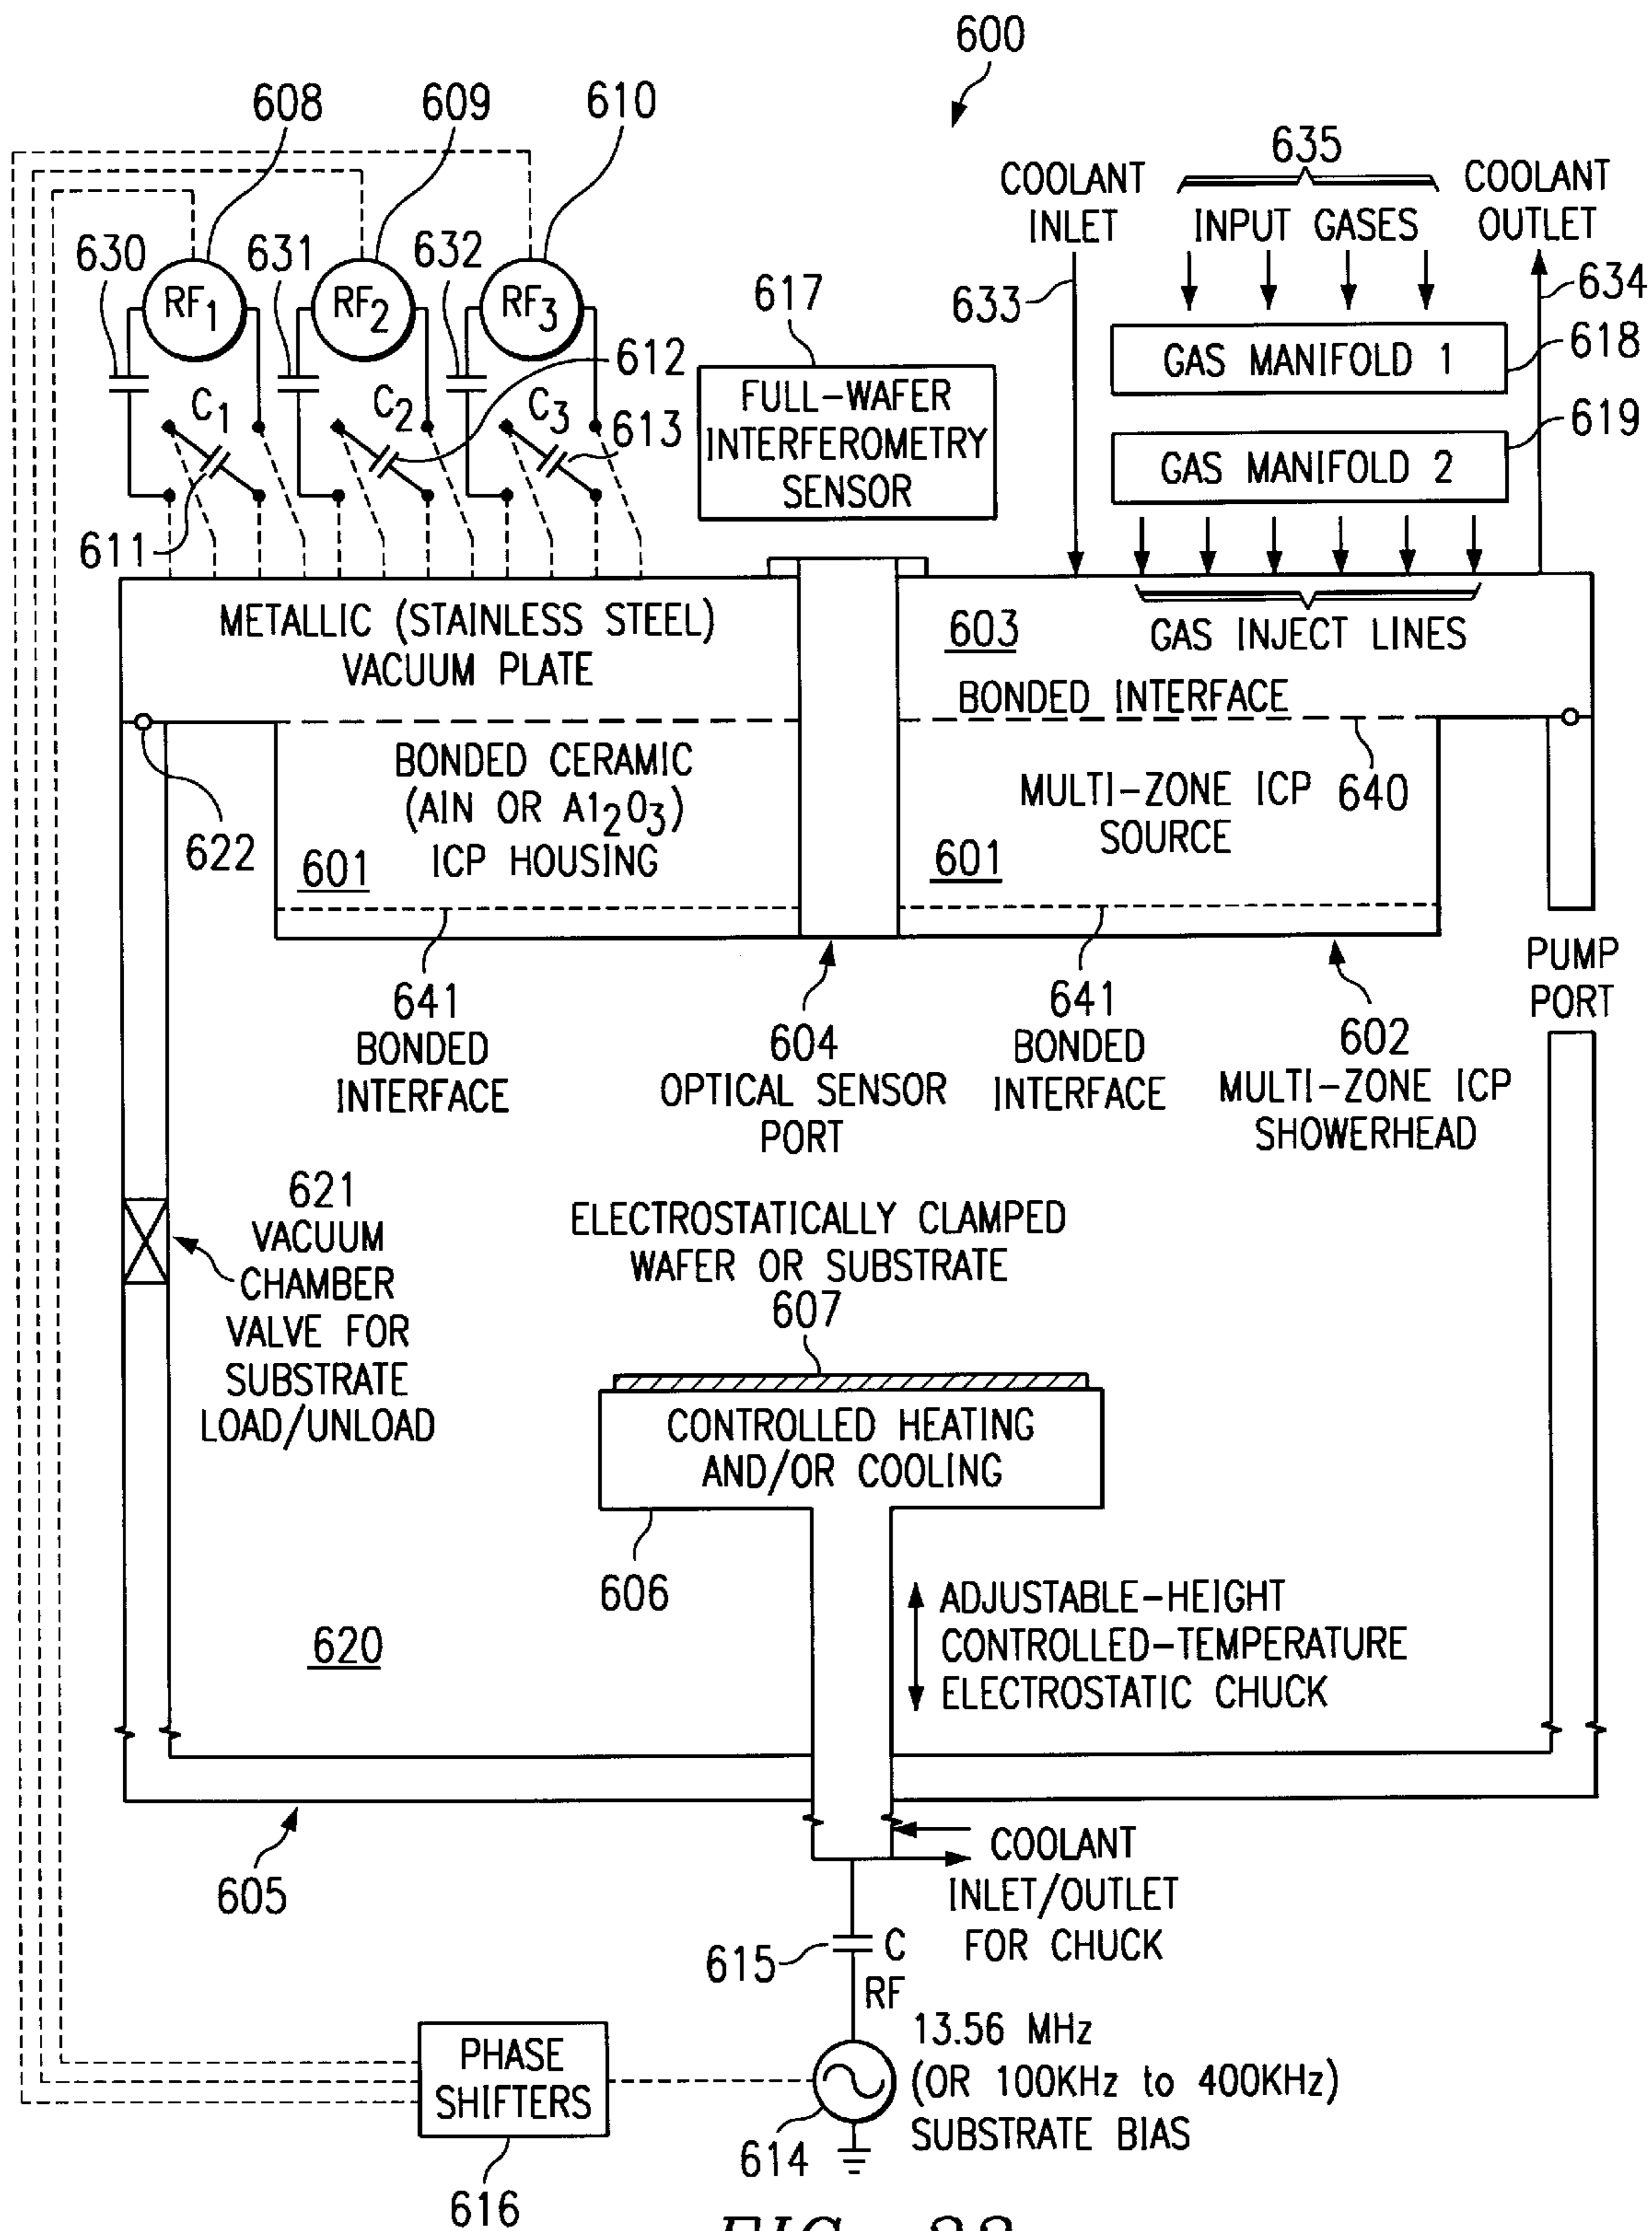 600
608
609
610
635
COOLANT
INLET
INPUT GASES
COOLANT
OUTLET
630
631
632
RF1
RF2
RF3
617
633
634
612
618
GAS MANIFOLD 1
C1
C2
C3
613
FULL-WAFER
INTERFEROMETRY
SENSOR
619
GAS MANIFOLD 2
611
METALLIC (STAINLESS STEEL)
VACUUM PLATE
603
GAS INJECT LINES
BONDED INTERFACE
BONDED CERAMIC
(AlN OR Al2O3)
ICP HOUSING
601
622
MULTI-ZONE ICP
SOURCE
640
601
PUMP
PORT
641
BONDED
INTERFACE
604
OPTICAL SENSOR
PORT
641
BONDED
INTERFACE
602
MULTI-ZONE ICP
SHOWERHEAD
621
VACUUM
CHAMBER
VALVE FOR
SUBSTRATE
LOAD/UNLOAD
ELECTROSTATICALLY CLAMPED
WAFER OR SUBSTRATE
607
CONTROLLED HEATING
AND/OR COOLING
606
620
ADJUSTABLE-HEIGHT
CONTROLLED-TEMPERATURE
ELECTROSTATIC CHUCK
605
COOLANT
INLET/OUTLET
FOR CHUCK
615
C
RF
13.56 MHz
(OR 100KHz to 400KHz)
SUBSTRATE BIAS
PHASE
SHIFTERS
614
616